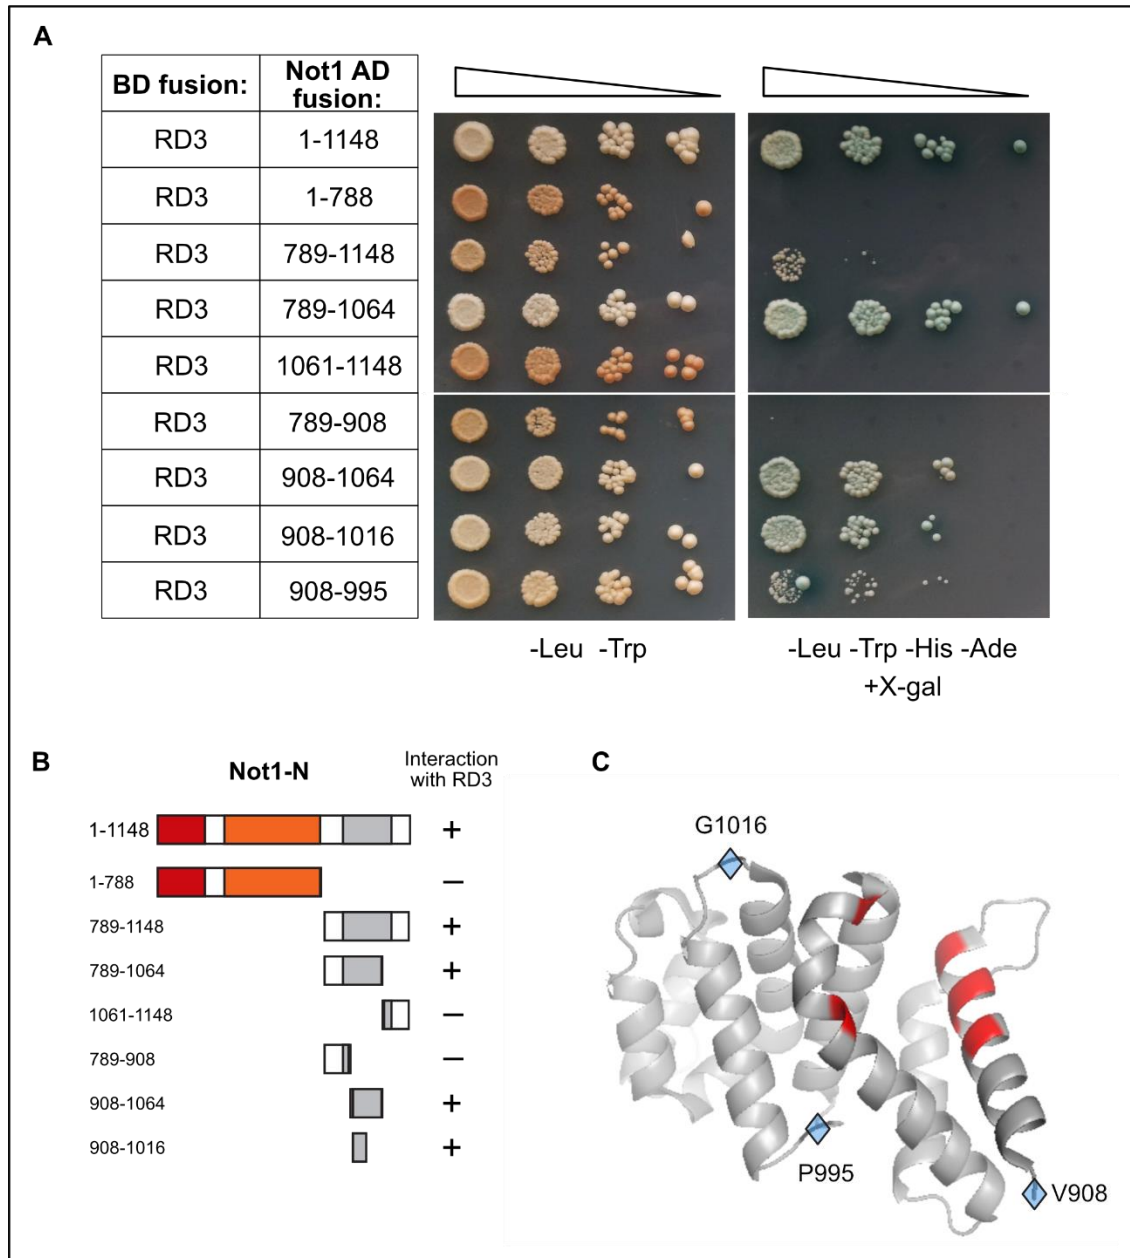 A
BD fusion: Not1 AD
fusion:
RD3 1-1148
RD3 1-788
RD3 789-1148
RD3 789-1064
RD3 1061-1148
RD3 789-908
RD3 908-1064
RD3 908-1016
RD3 908-995
-Leu -Trp
-Leu -Trp -His -Ade
+X-gal
B
Not1-N
Interaction
with RD3
1-1148 +
1-788 −
789-1148 +
789-1064 +
1061-1148 −
789-908 −
908-1064 +
908-1016 +
C
G1016
P995
V908